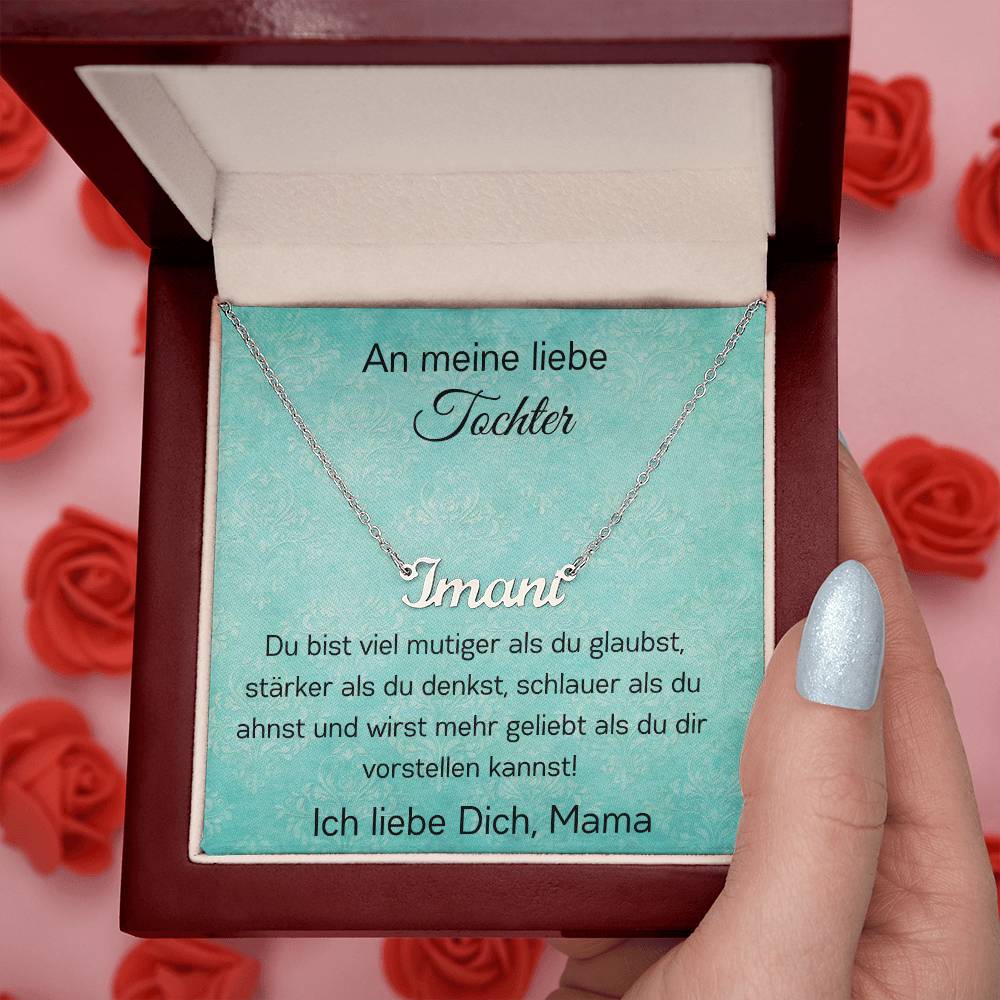 An meine liebe
Tochter
Imani
Du bist viel mutiger als du glaubst,
stärker als du denkst, schlauer als du
ahnst und wirst mehr geliebt als du dir
vorstellen kannst!
Ich liebe Dich, Mama